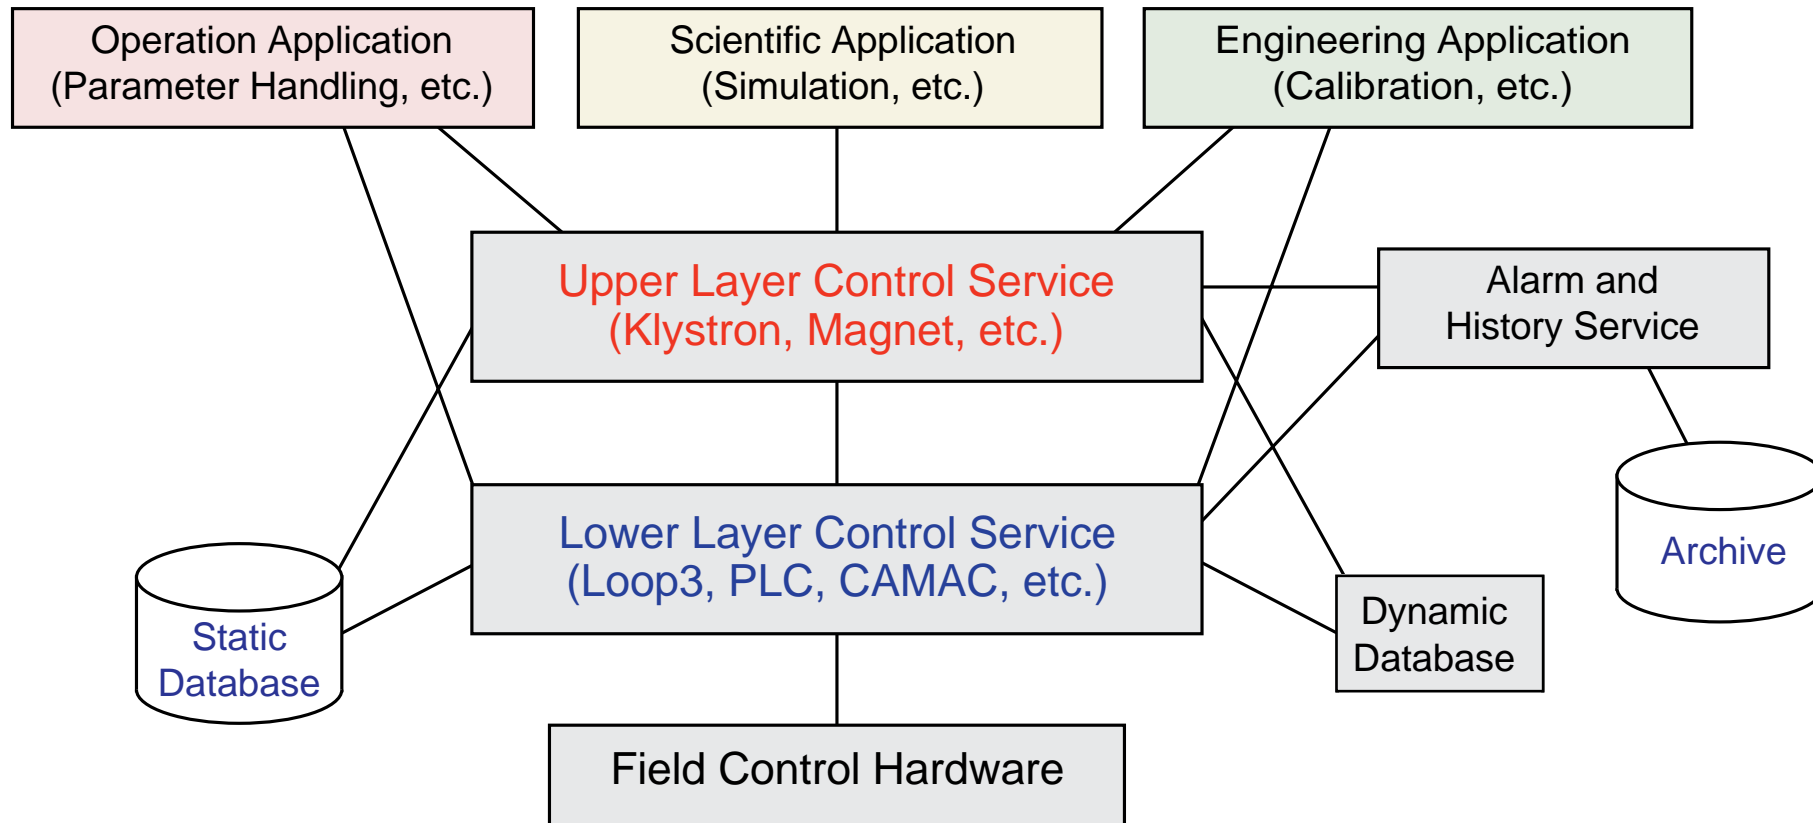 Operation Application
(Parameter Handling, etc.)
Scientific Application
(Simulation, etc.)
Engineering Application
(Calibration, etc.)
Upper Layer Control Service
(Klystron, Magnet, etc.)
Alarm and
History Service
Lower Layer Control Service
(Loop3, PLC, CAMAC, etc.)
Archive
Static
Database
Dynamic
Database
Field Control Hardware